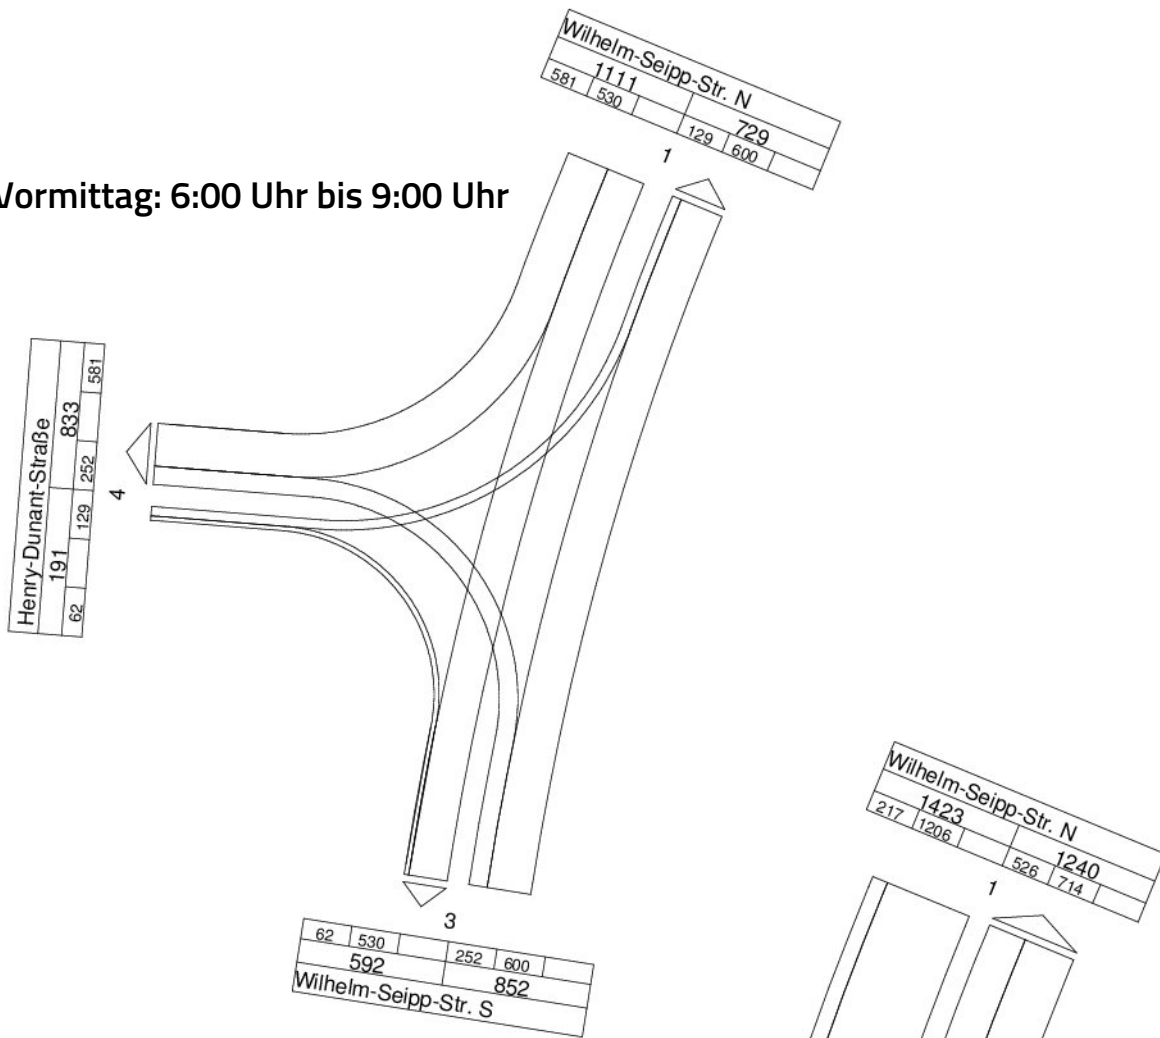 Wilhelm-Seipp-Str. N
1111 729
581 530 129 600
1
Vormittag: 6:00 Uhr bis 9:00 Uhr
Henry-Dunant-Straße
191 833
62 129 252 581
4
3
62 530 252 600
592 852
Wilhelm-Seipp-Str. S
Wilhelm-Seipp-Str. N
1423 1240
217 1206 526 714
1